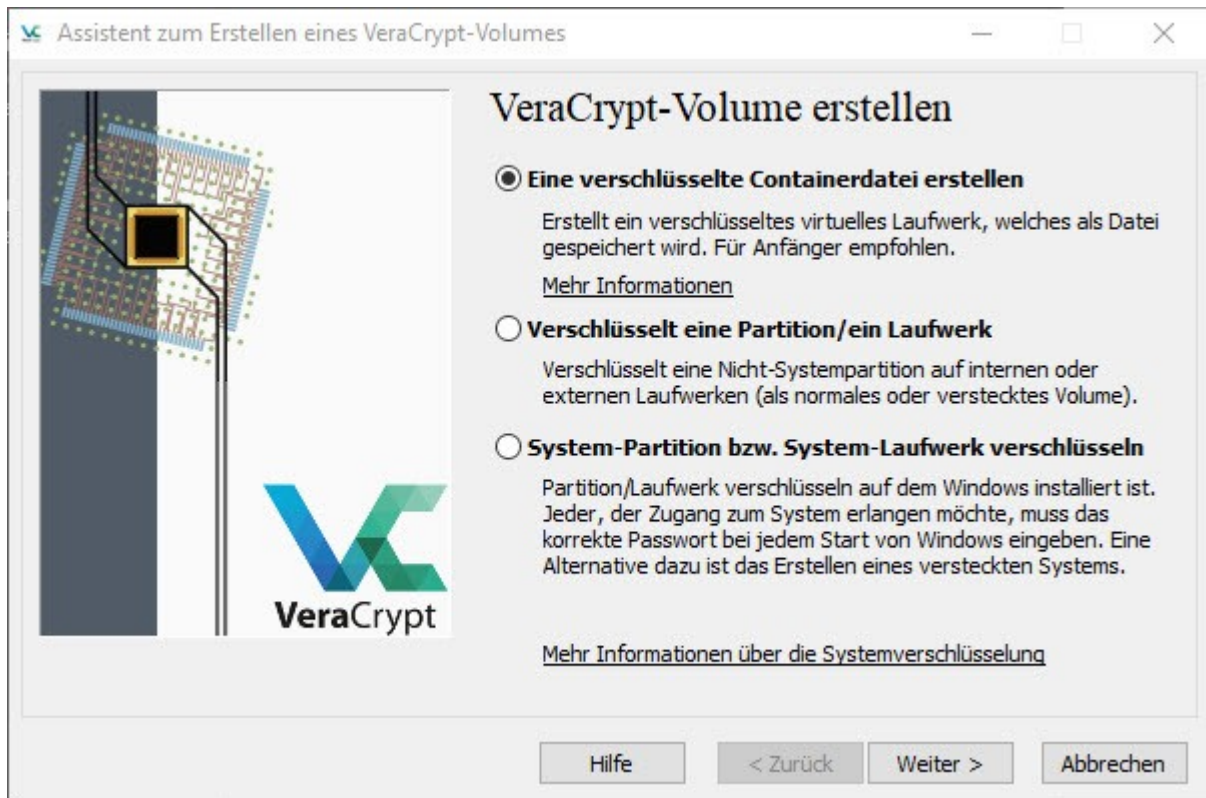 Assistent zum Erstellen eines VeraCrypt-Volumes
VeraCrypt-Volume erstellen
Eine verschlüsselte Containerdatei erstellen
Erstellt ein verschlüsseltes virtuelles Laufwerk, welches als Datei
gespeichert wird. Für Anfänger empfohlen.
Mehr Informationen
Verschlüsselt eine Partition/ein Laufwerk
Verschlüsselt eine Nicht-Systempartition auf internen oder
externen Laufwerken (als normales oder verstecktes Volume).
System-Partition bzw. System-Laufwerk verschlüseln
Partition/Laufwerk verschlüseln auf dem Windows installiert ist.
Jeder, der Zugang zum System erlangen möchte, muss das
korrekte Passwort bei jedem Start von Windows eingeben. Eine
Alternative dazu ist das Erstellen eines versteckten Systems.
Mehr Informationen über die Systemverschlüsselung
VeraCrypt
Hilfe
< Zurück
Weiter >
Abbrechen